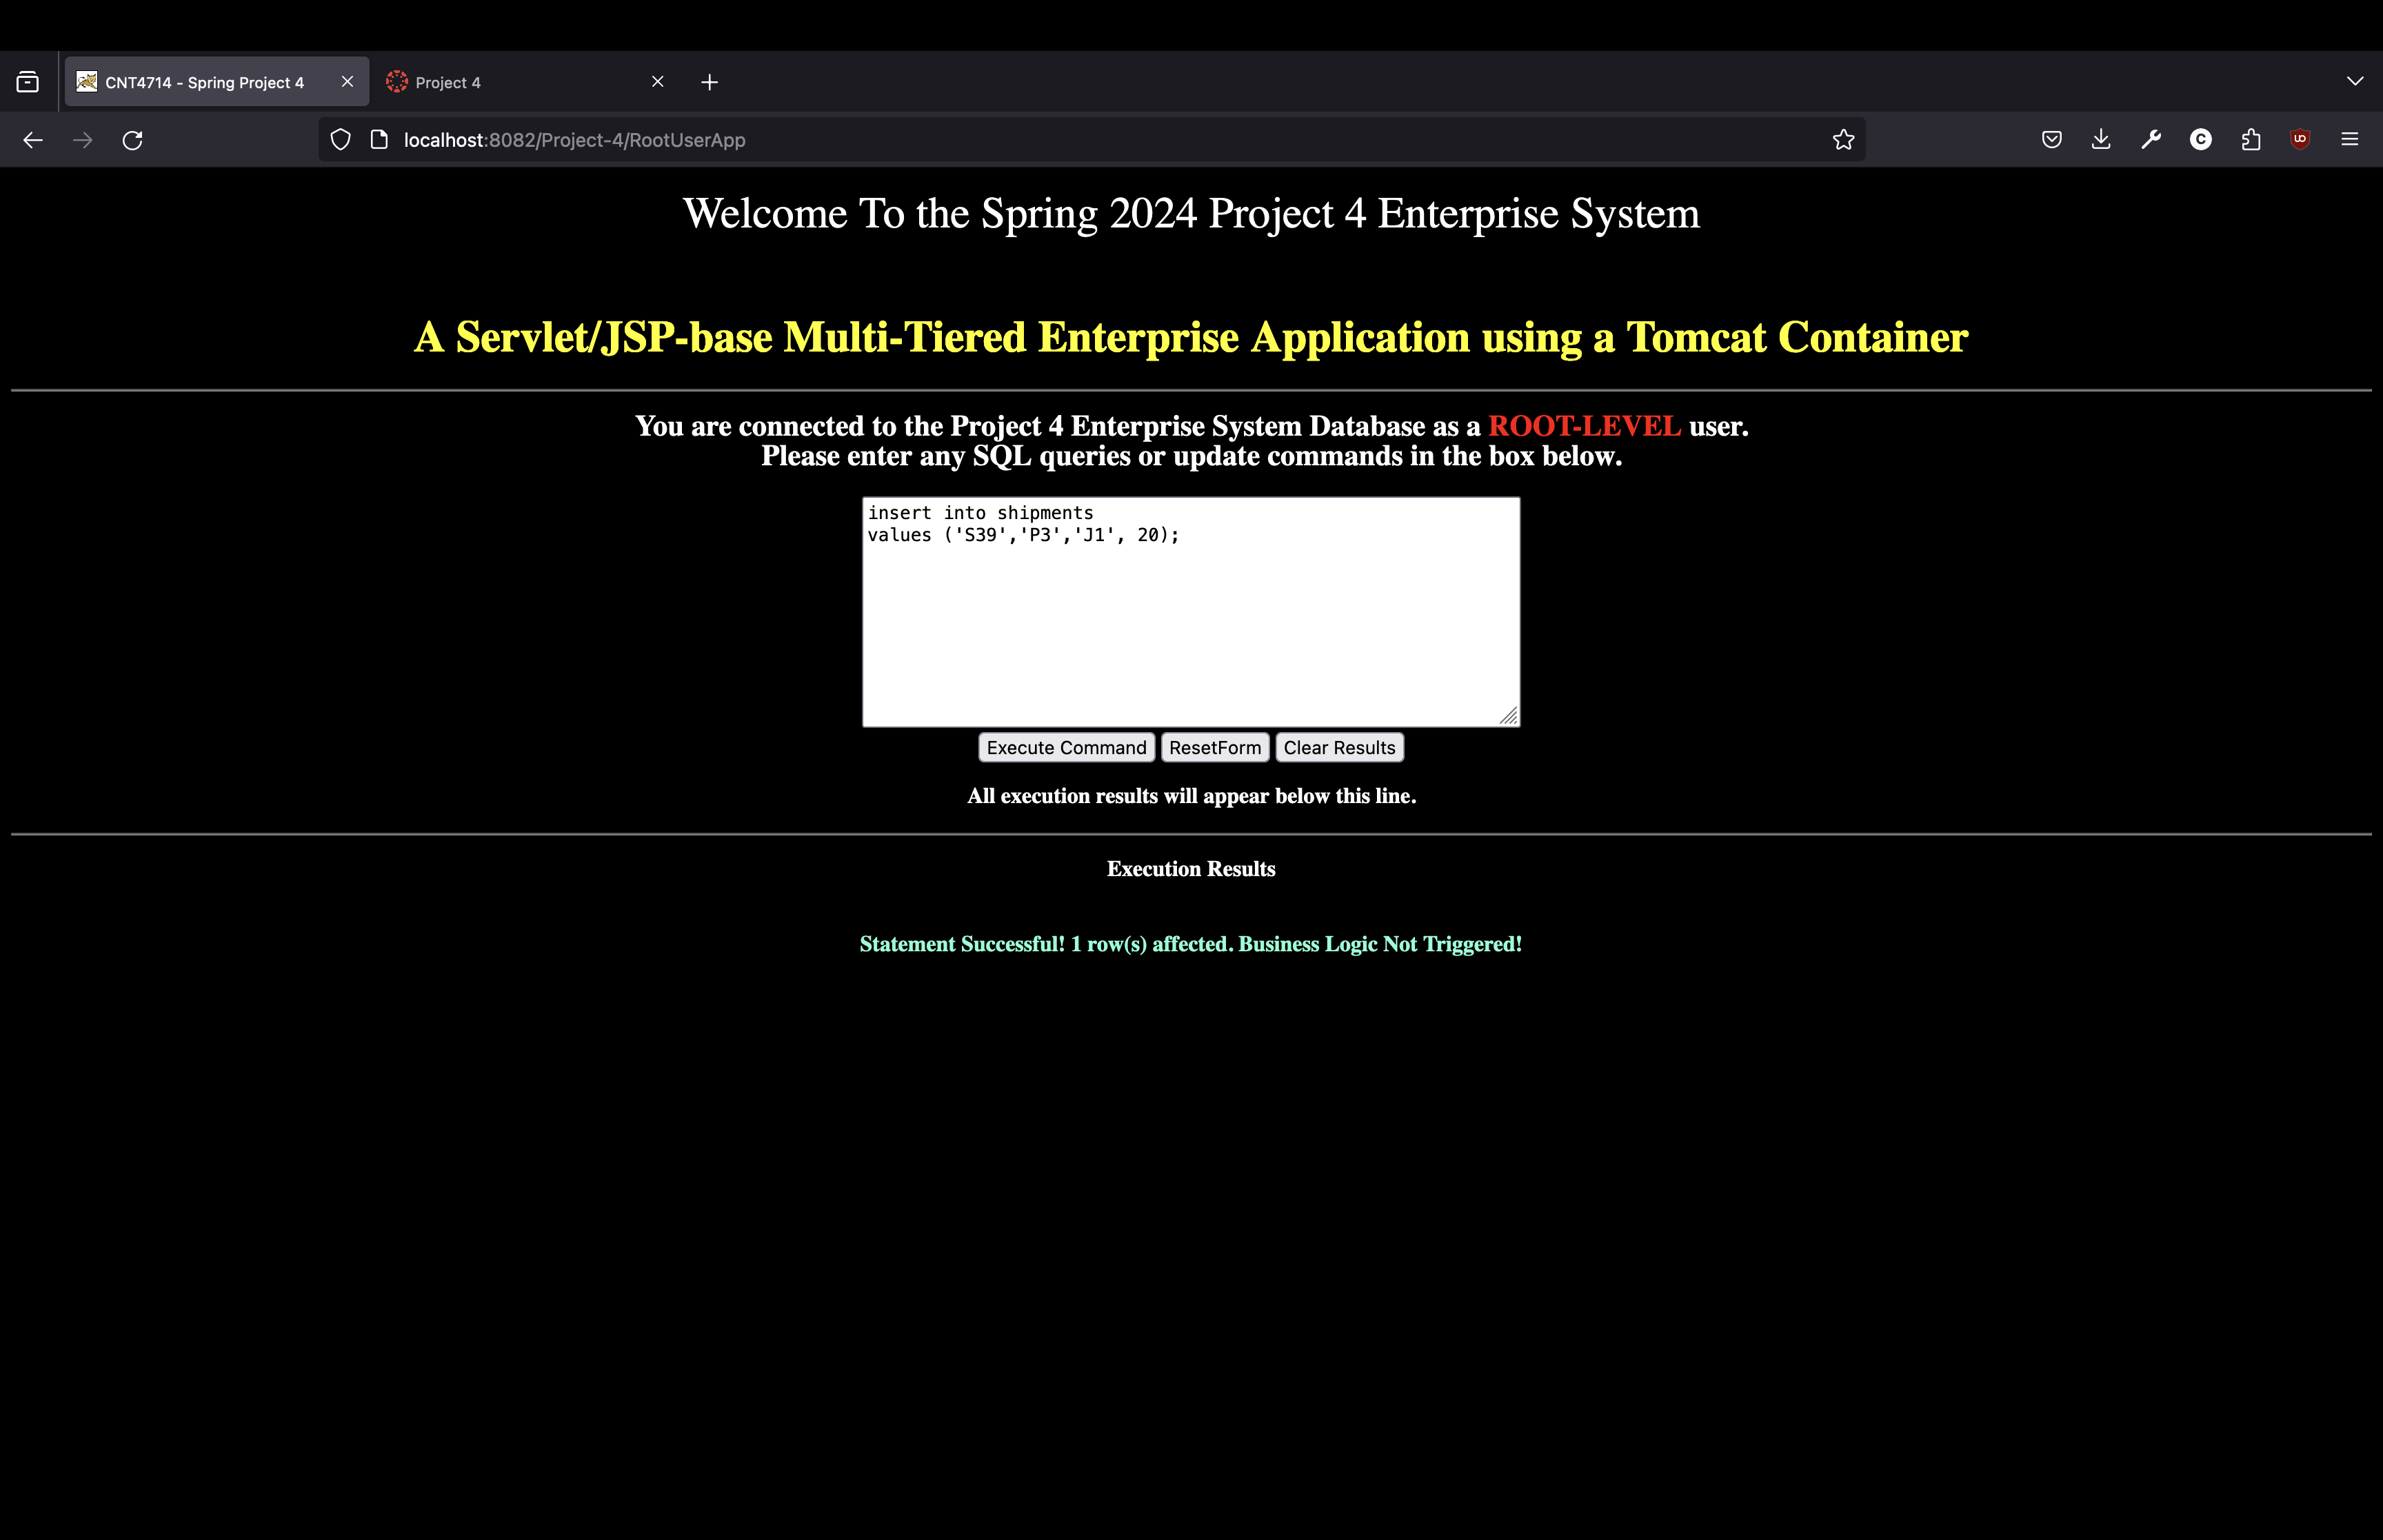 CNT4714 - Spring Project 4
Project 4
localhost:8082/Project-4/RootUserApp
Welcome To the Spring 2024 Project 4 Enterprise System
A Servlet/JSP-base Multi-Tiered Enterprise Application using a Tomcat Container
You are connected to the Project 4 Enterprise System Database as a ROOT-LEVEL user.
Please enter any SQL queries or update commands in the box below.
insert into shipments
values ('S39','P3','J1', 20);
Execute Command ResetForm Clear Results
All execution results will appear below this line.
Execution Results
Statement Successful! 1 row(s) affected. Business Logic Not Triggered!